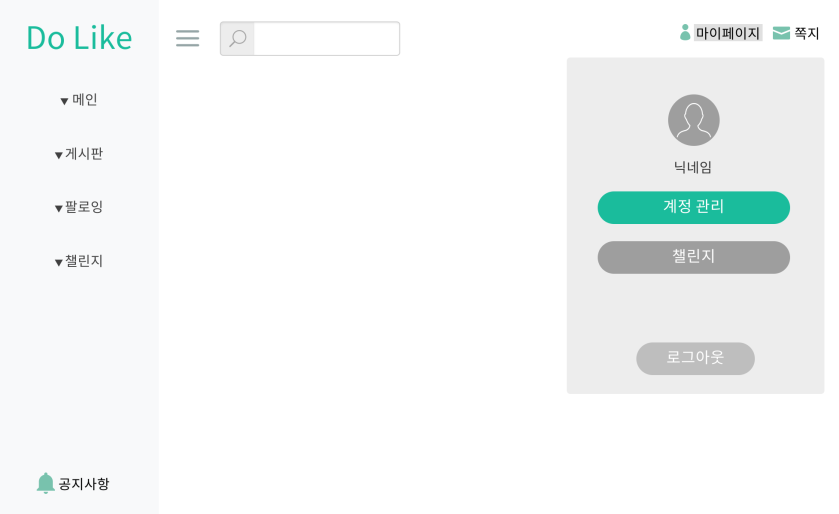 Do Like
마이페이지
쪽지
▼ 메인
▼게시판
▼팔로잉
▼챌린지
공지사항
닉네임
계정 관리
챌린지
로그아웃